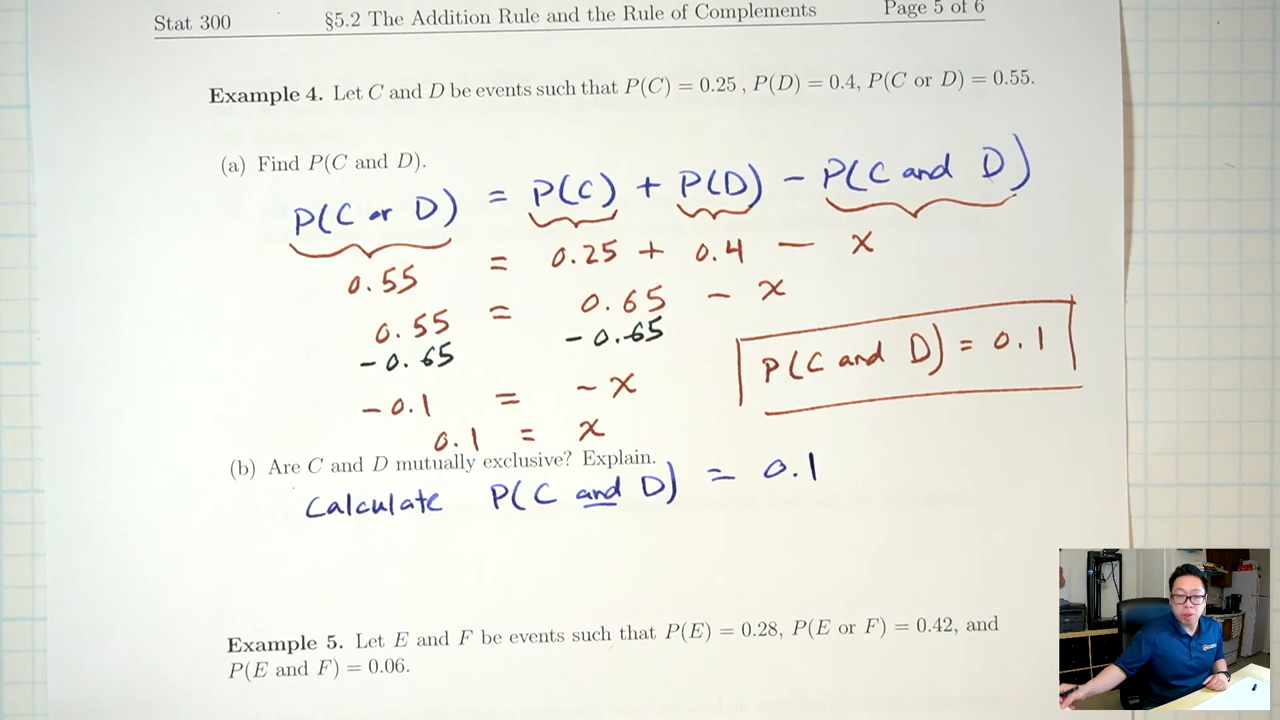 Stat 300 §5.2 The Addition Rule and the Rule of Complements Page 5 of 6
Example 4. Let C and D be events such that P(C) = 0.25 , P(D) = 0.4, P(C or D) = 0.55.
(a) Find P(C and D).
P(C or D) = P(C) + P(D) - P(C and D)
0.55 = 0.25 + 0.4 - x
0.55 = 0.65 - x
-0.65 -0.65
P(C and D) = 0.1
-0.1 = -x
0.1 = x
(b) Are C and D mutually exclusive? Explain.
Calculate P(C and D) = 0.1
Example 5. Let E and F be events such that P(E) = 0.28, P(E or F) = 0.42, and
P(E and F) = 0.06.